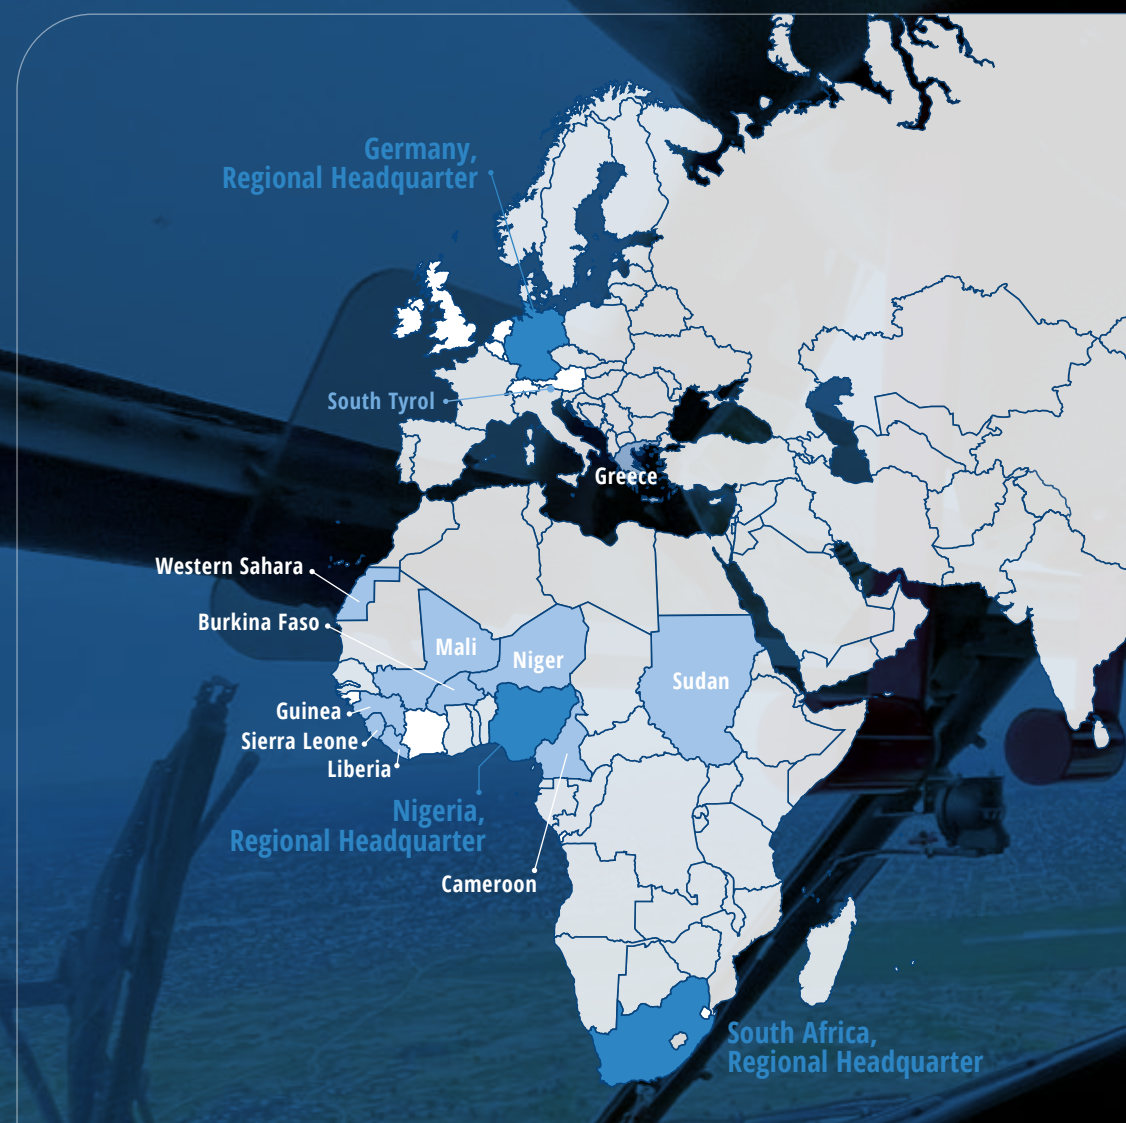 Germany,
Regional Headquarter
South Tyrol
Greece
Western Sahara
Burkina Faso
Mali
Niger
Sudan
Guinea
Sierra Leone
Liberia
Nigeria,
Regional Headquarter
Cameroon
South Africa,
Regional Headquarter